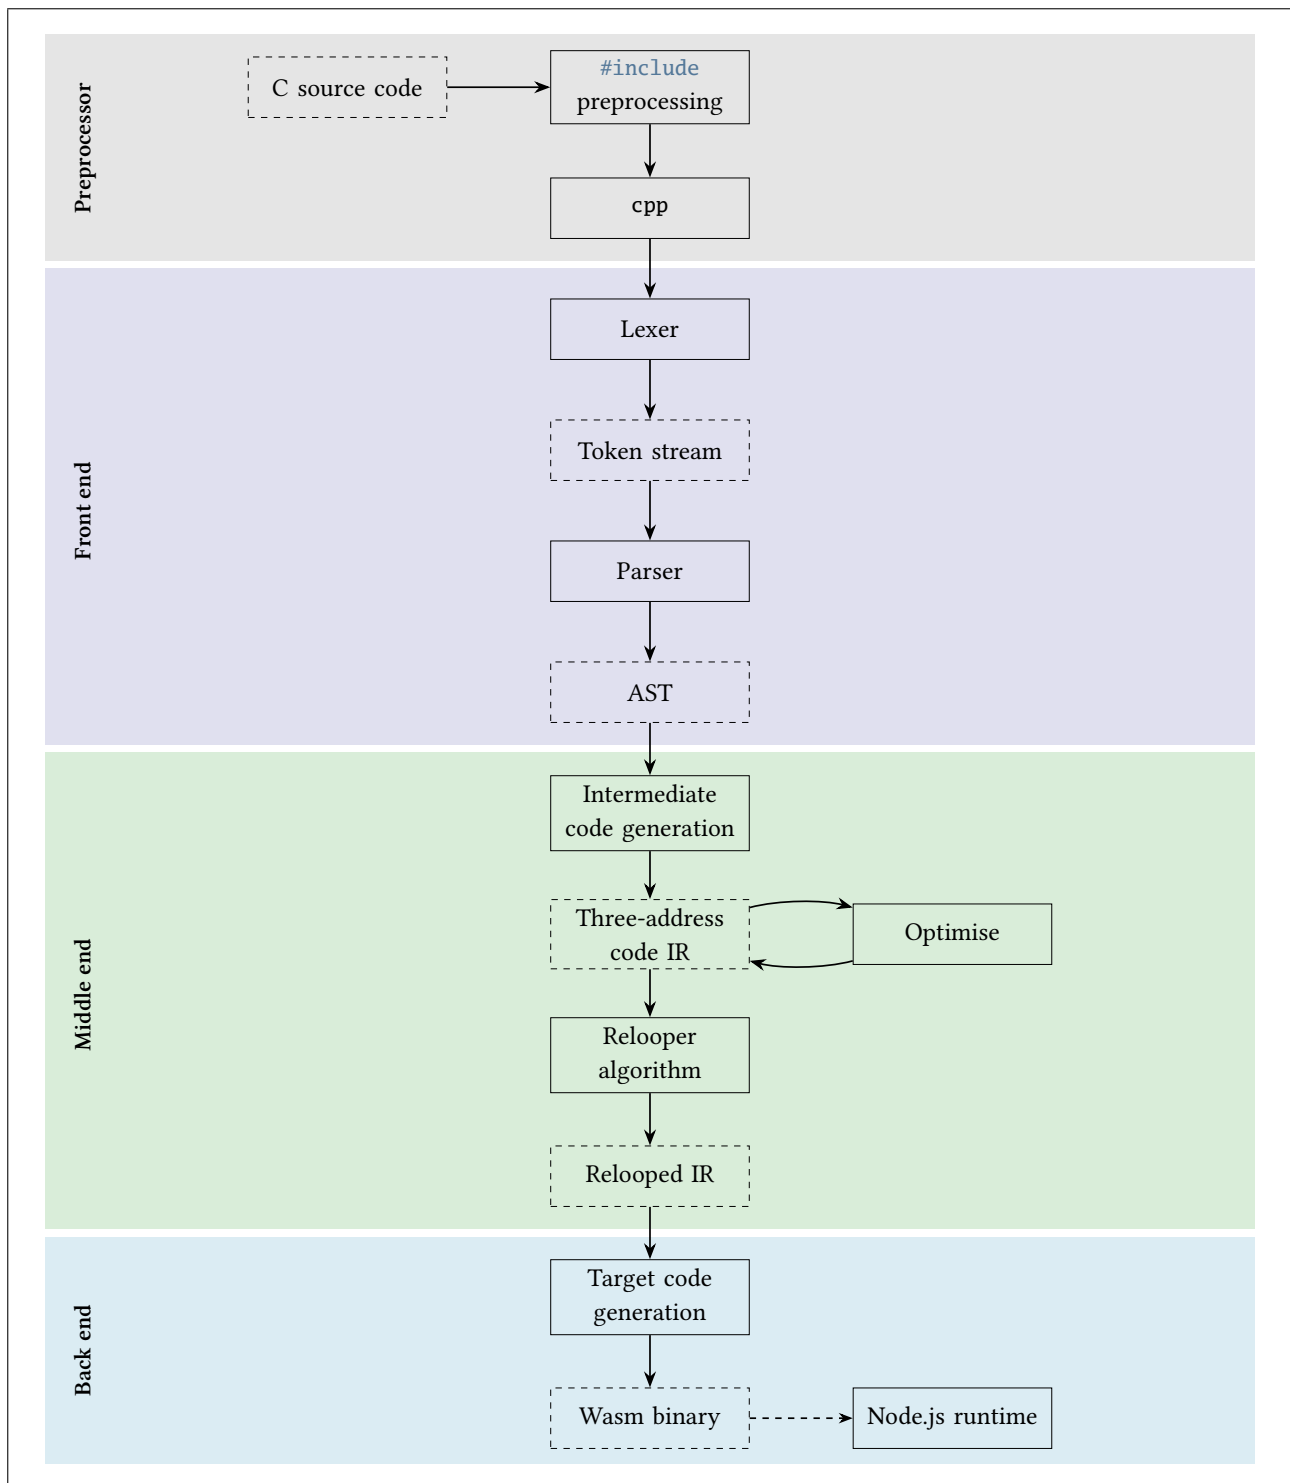 Preprocessor
C source code
#include
preprocessing
cpp
Front end
Lexer
Token stream
Parser
AST
Middle end
Intermediate
code generation
Three-address
code IR
Optimise
Relooper
algorithm
Relooped IR
Back end
Target code
generation
Wasm binary
Node.js runtime